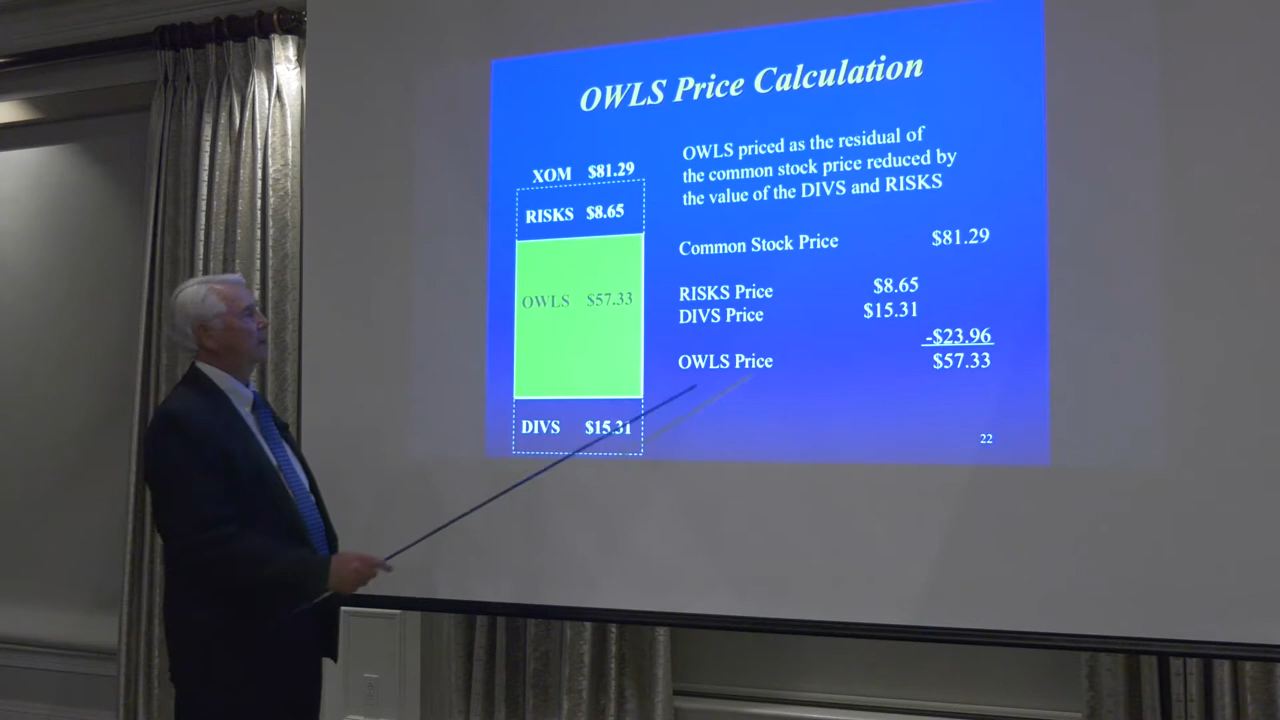 OWLS Price Calculation
XOM $81.29
RISKS $8.65
OWLS $57.33
DIVS $15.31
OWLS priced as the residual of
the common stock price reduced by
the value of the DIVS and RISKS
Common Stock Price $81.29
RISKS Price $8.65
DIVS Price $15.31
-$23.96
OWLS Price $57.33
22